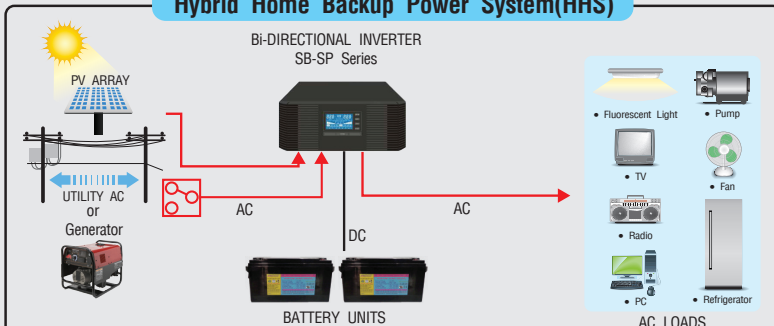 Hybrid Home Backup Power System(HHS)
Bi-DIRECTIONAL INVERTER
SB-SP Series
PV ARRAY
UTILITY AC
or
Generator
AC
DC
AC
BATTERY UNITS
• Fluorescent Light
• Pump
• TV
• Fan
• Radio
• PC
• Refrigerator
AC LOADS